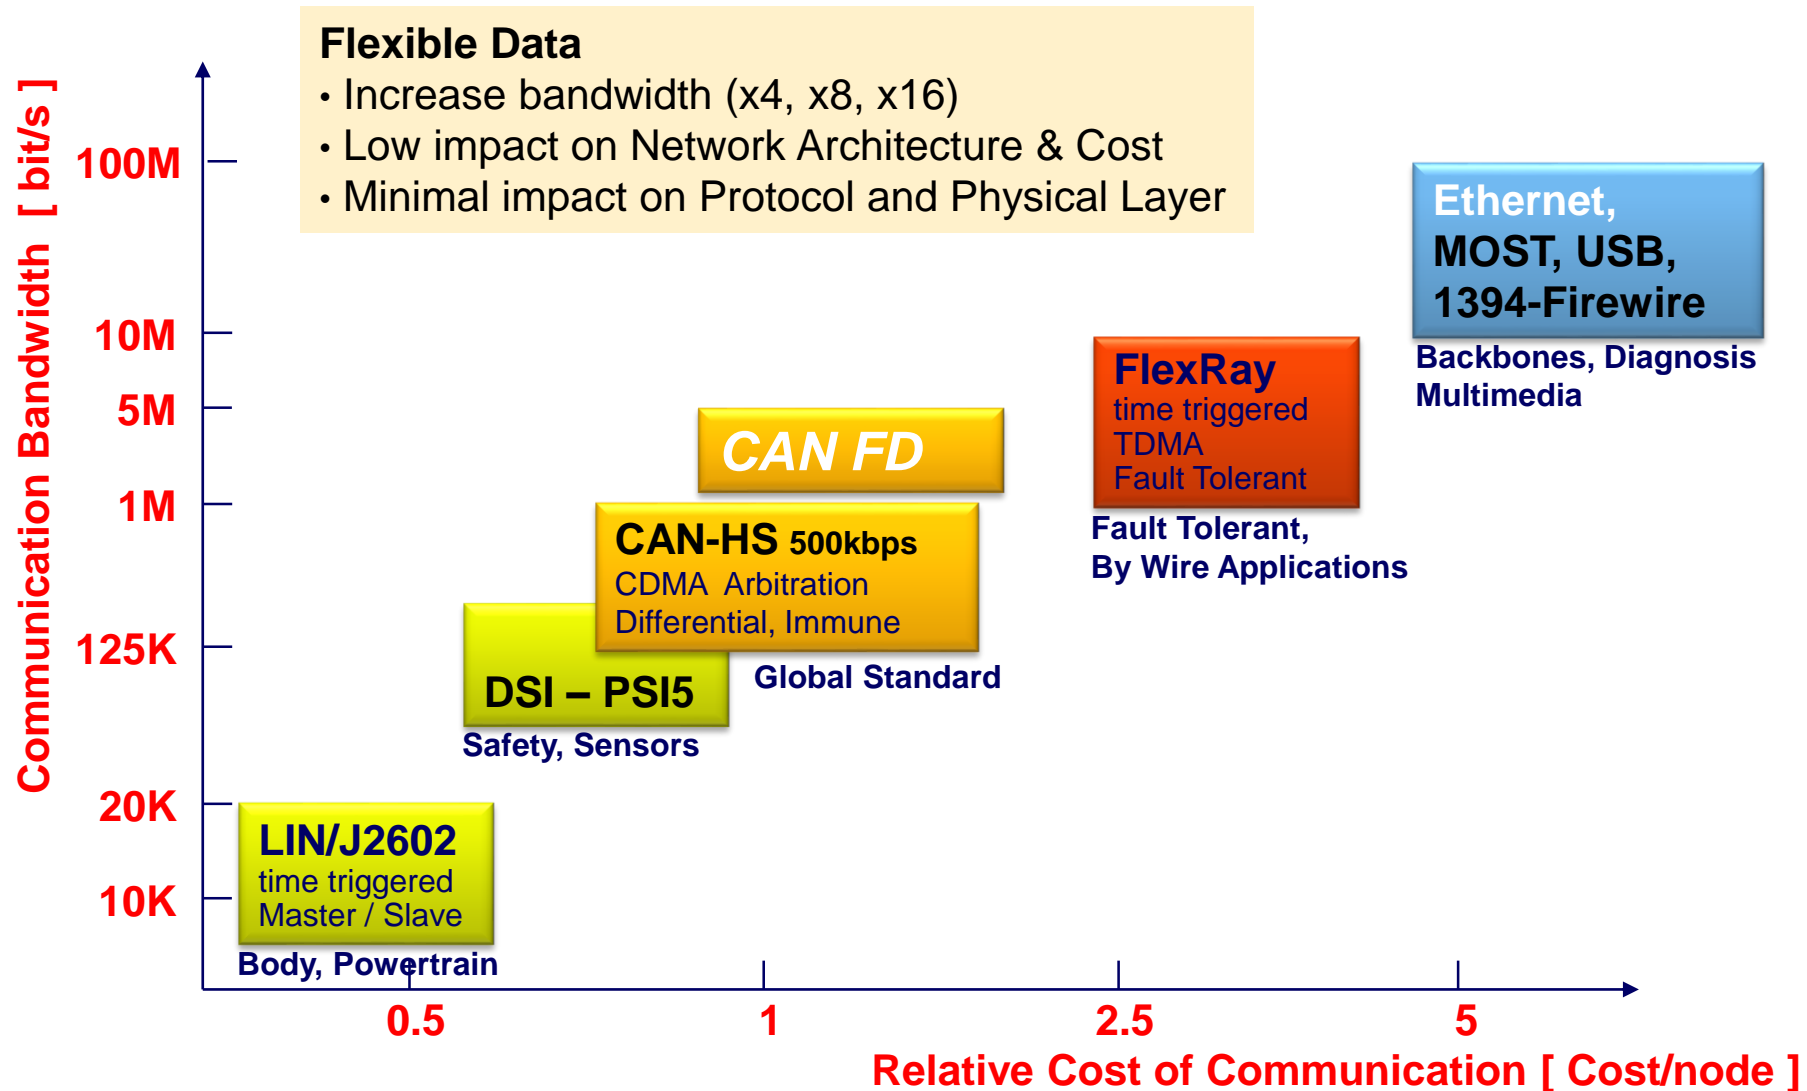 Flexible Data
• Increase bandwidth (x4, x8, x16)
• Low impact on Network Architecture & Cost
• Minimal impact on Protocol and Physical Layer
Communication Bandwidth [ bit/s ]
100M
10M
5M
1M
125K
20K
10K
Ethernet,
MOST, USB,
1394-Firewire
Backbones, Diagnosis
Multimedia
FlexRay
time triggered
TDMA
Fault Tolerant
Fault Tolerant,
By Wire Applications
CAN FD
CAN-HS 500kbps
CDMA Arbitration
Differential, Immune
Global Standard
DSI – PSI5
Safety, Sensors
LIN/J2602
time triggered
Master / Slave
Body, Powertrain
0.5
1
2.5
5
Relative Cost of Communication [ Cost/node ]